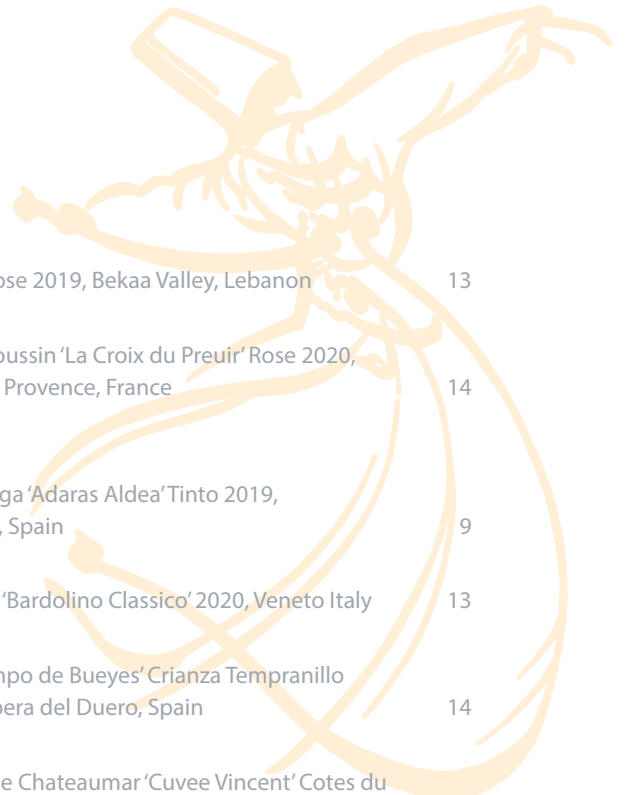 ose 2019, Bekaa Valley, Lebanon 13
oussin ‘La Croix du Preuir’ Rose 2020,
Provence, France 14
ga ‘Adaras Aldea’ Tinto 2019,
, Spain 9
‘Bardolino Classico’ 2020, Veneto Italy 13
npo de Bueyes’ Crianza Tempranillo
pera del Duero, Spain 14
e Chateaumar ‘Cuvee Vincent’ Cotes du